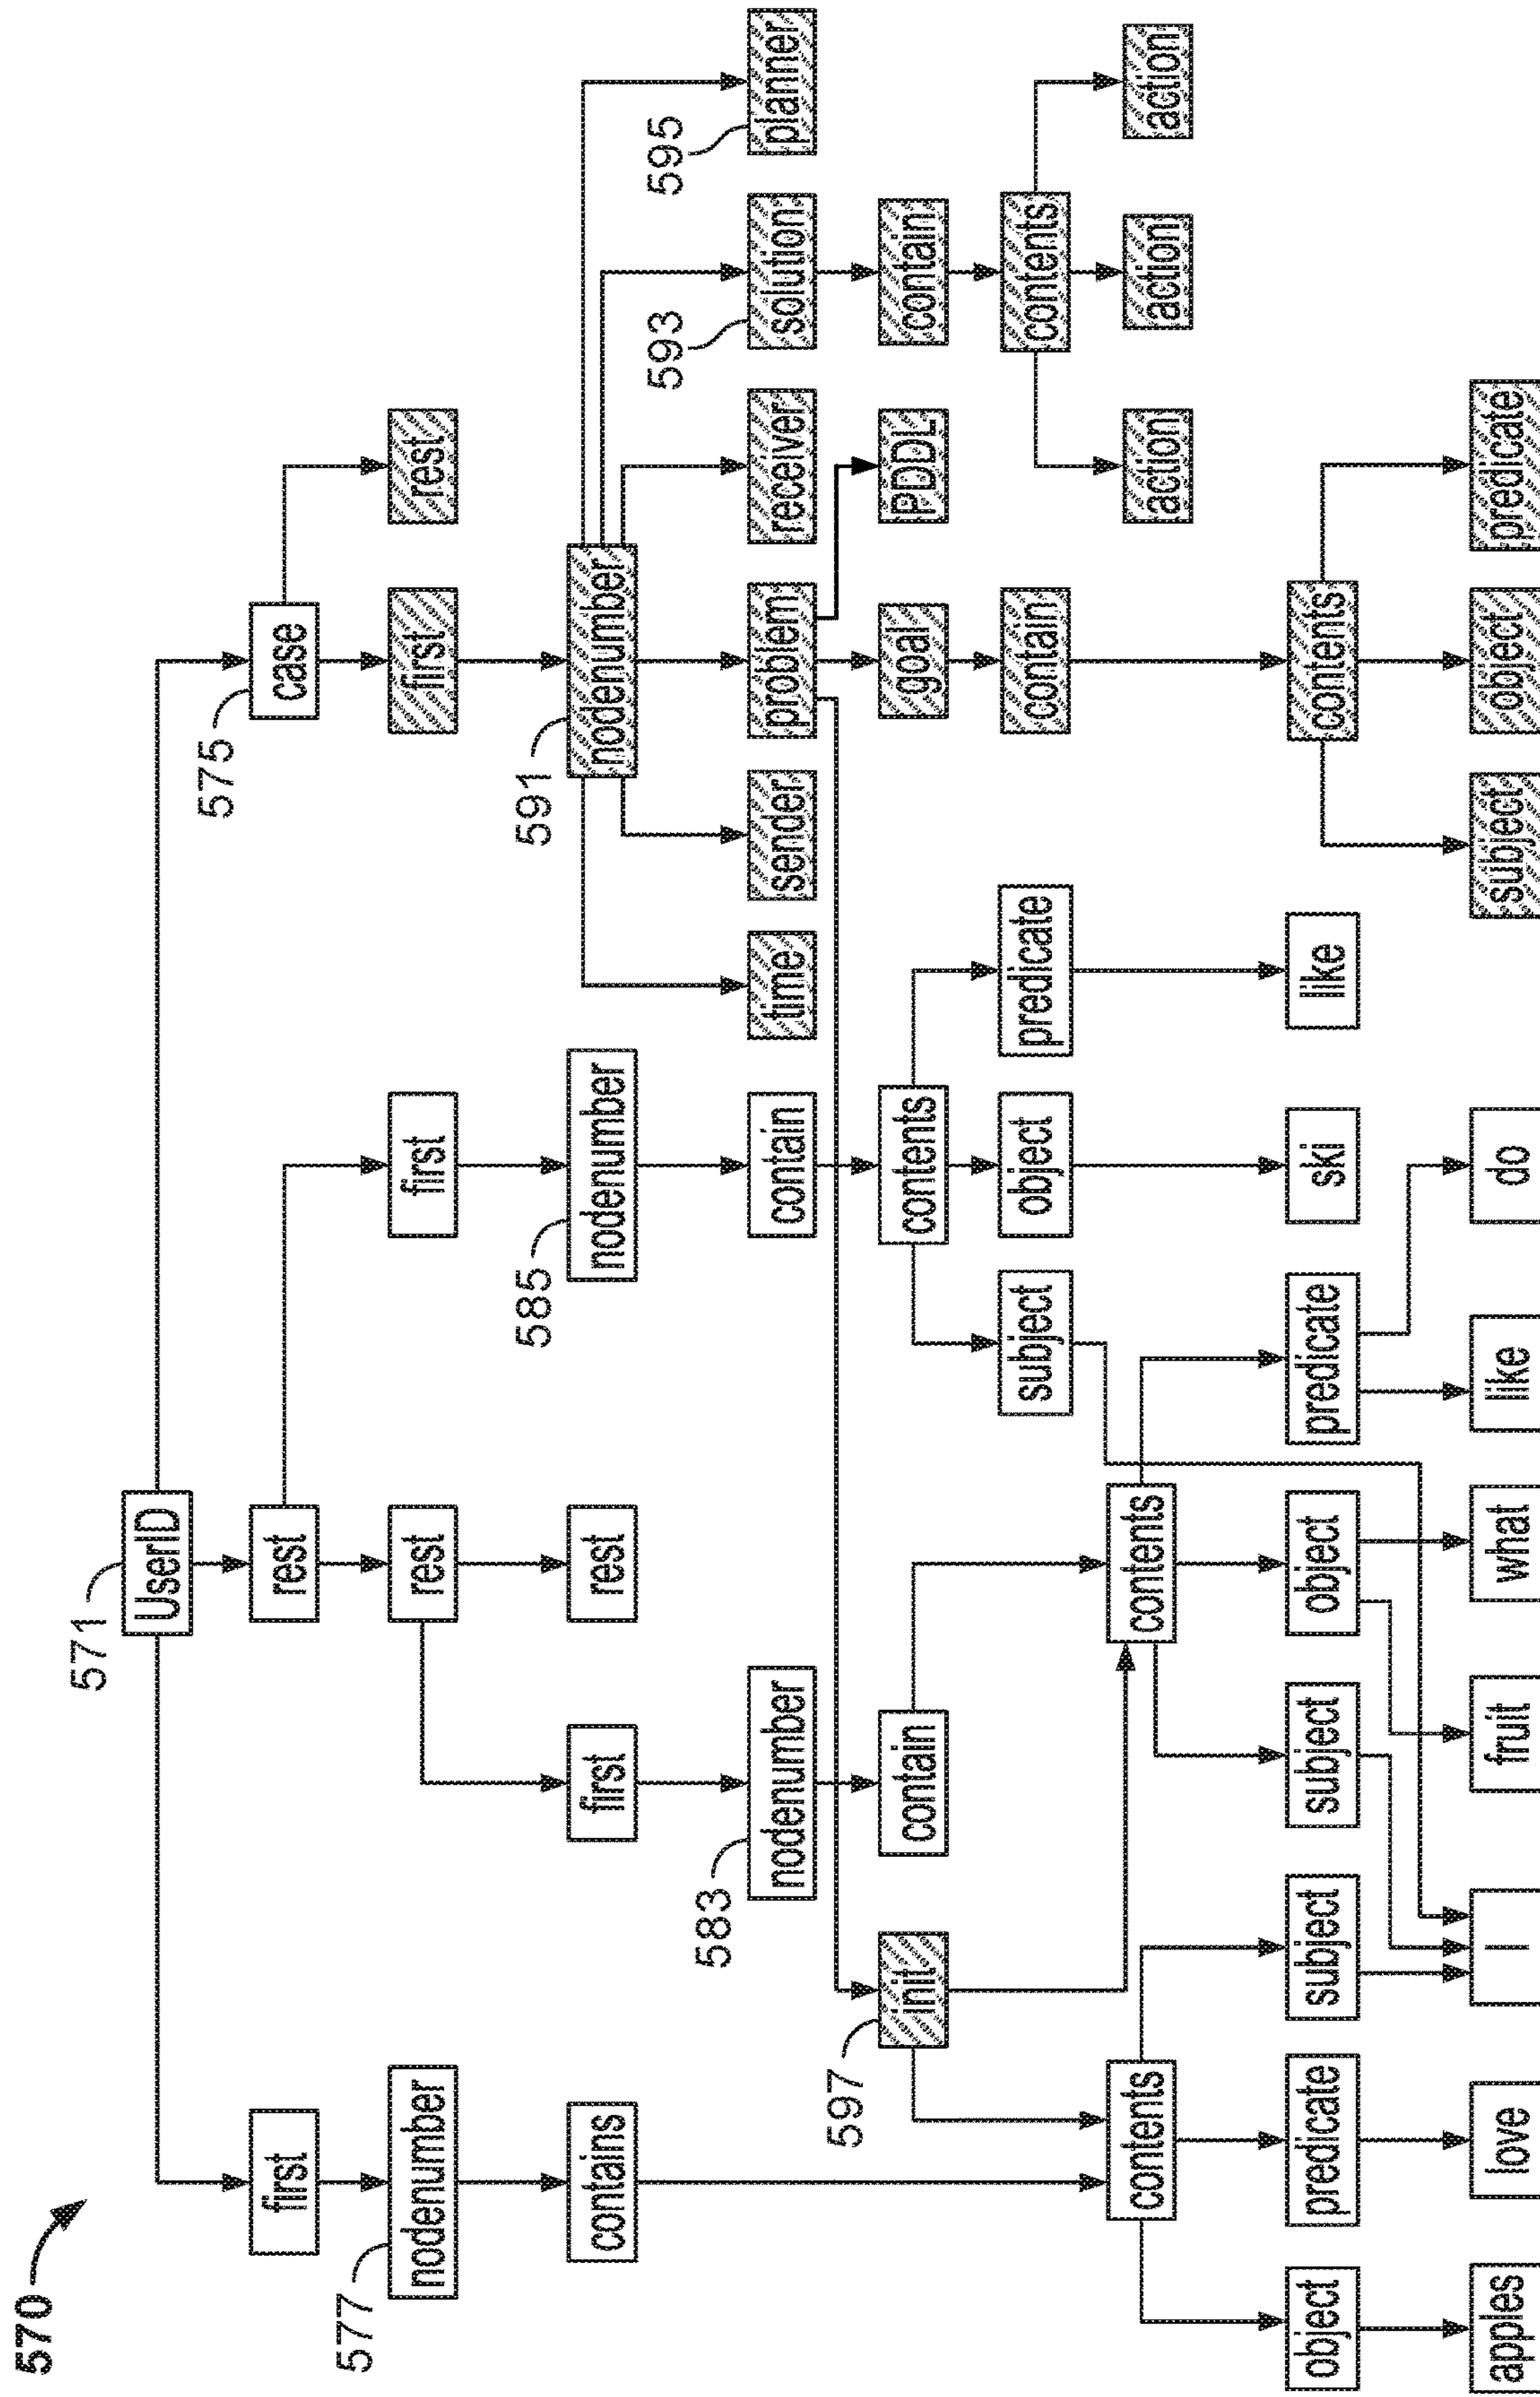 570
571
UserID
first
rest
575
case
577
nodenumber
rest
first
first
rest
contains
first
rest
585
nodenumber
591
nodenumber
583
nodenumber
contain
time
sender
problem
receiver
593
solution
595
planner
597
init
contain
contents
goal
PDDL
contain
subject
object
predicate
contain
contents
contents
contents
action
action
action
object
predicate
subject
subject
object
predicate
ski
like
contents
apples
love
I
fruit
what
like
do
subject
object
predicate